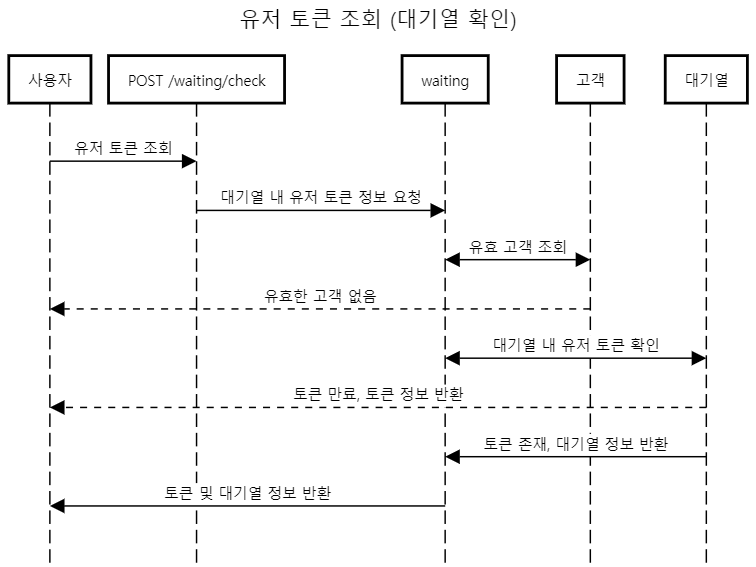 유저 토큰 조회 (대기열 확인)
사용자
POST /waiting/check
waiting
고객
대기열
유저 토큰 조회
대기열 내 유저 토큰 정보 요청
유효 고객 조회
유효한 고객 없음
대기열 내 유저 토큰 확인
토큰 만료, 토큰 정보 반환
토큰 존재, 대기열 정보 반환
토큰 및 대기열 정보 반환